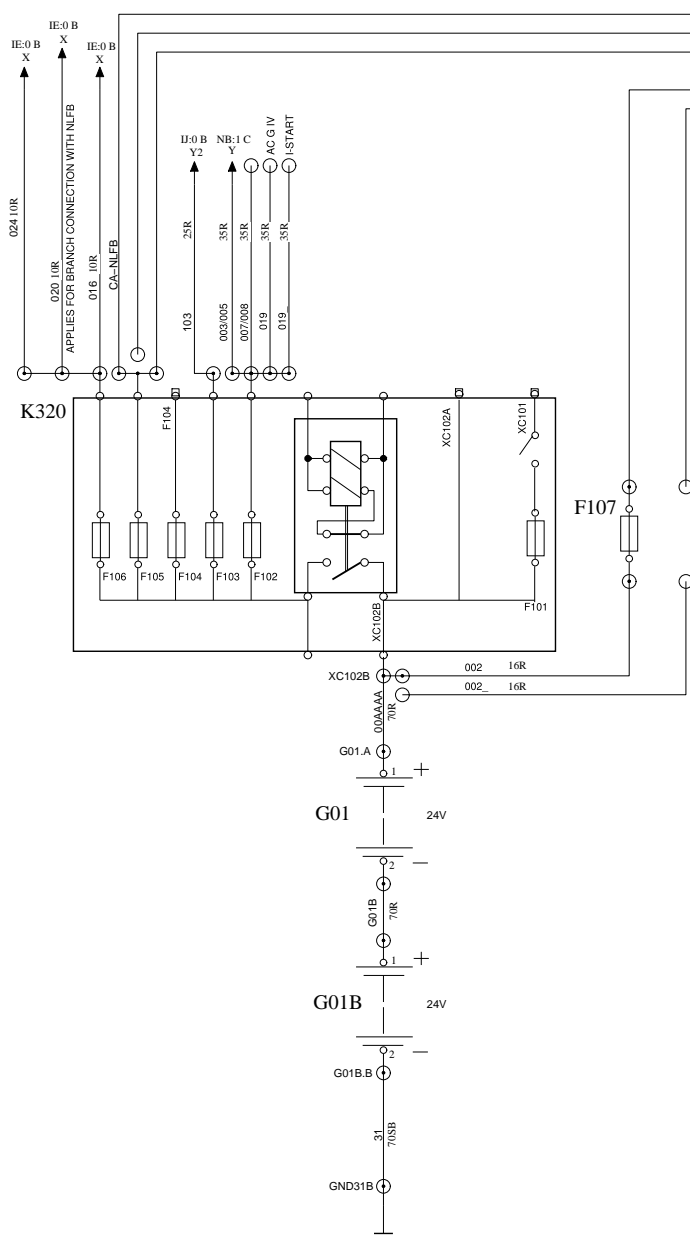 IE:0 B
X
IE:0 B
X
IE:0 B
X
IJ:0 B
Y2
NB:1 C
Y
AC G IV
I-START
024 10R
020 10R
APPLIES FOR BRANCH CONNECTION WITH NLFB
016 10R
CA-NLFB
25R
103
35R
003/005
35R
007/008
35R
019
35R
019_
K320
F104
XC102A
XC101
F107
F106
F105
F104
F103
F102
F101
XC102B
XC102B
002 16R
002_ 16R
00AAAA
70R
G01.A
1
+
G01
24V
2
−
G01B
70R
1
+
G01B
24V
2
−
G01B.B
31
70SB
GND31B